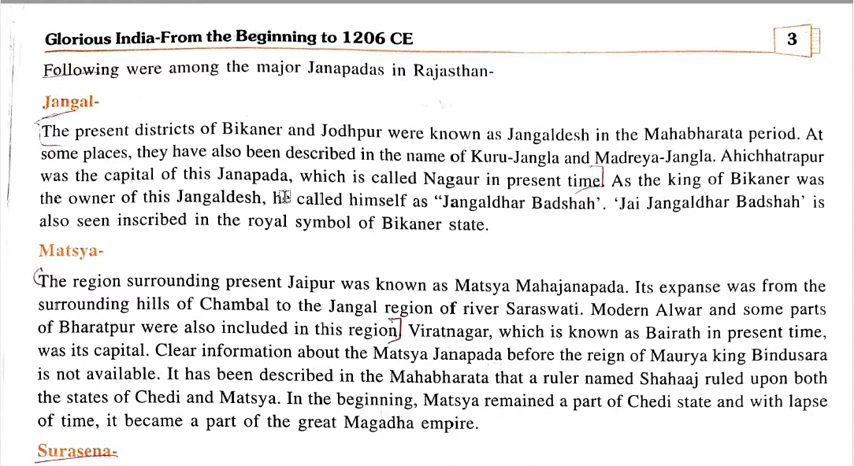 Glorious India-From the Beginning to 1206 CE
3
Following were among the major Janapadas in Rajasthan-
Jangal-
The present districts of Bikaner and Jodhpur were known as Jangaldesh in the Mahabharata period. At
some places, they have also been described in the name of Kuru-Jangla and Madreya-Jangla. Ahichhatrapur
was the capital of this Janapada, which is called Nagaur in present time. As the king of Bikaner was
the owner of this Jangaldesh, he called himself as “Jangaldhar Badshah’. ‘Jai Jangaldhar Badshah’ is
also seen inscribed in the royal symbol of Bikaner state.
Matsya-
The region surrounding present Jaipur was known as Matsya Mahajanapada. Its expanse was from the
surrounding hills of Chambal to the Jangal region of river Saraswati. Modern Alwar and some parts
of Bharatpur were also included in this region. Viratnagar, which is known as Bairath in present time,
was its capital. Clear information about the Matsya Janapada before the reign of Maurya king Bindusara
is not available. It has been described in the Mahabharata that a ruler named Shahaaj ruled upon both
the states of Chedi and Matsya. In the beginning, Matsya remained a part of Chedi state and with lapse
of time, it became a part of the great Magadha empire.
Surasena-